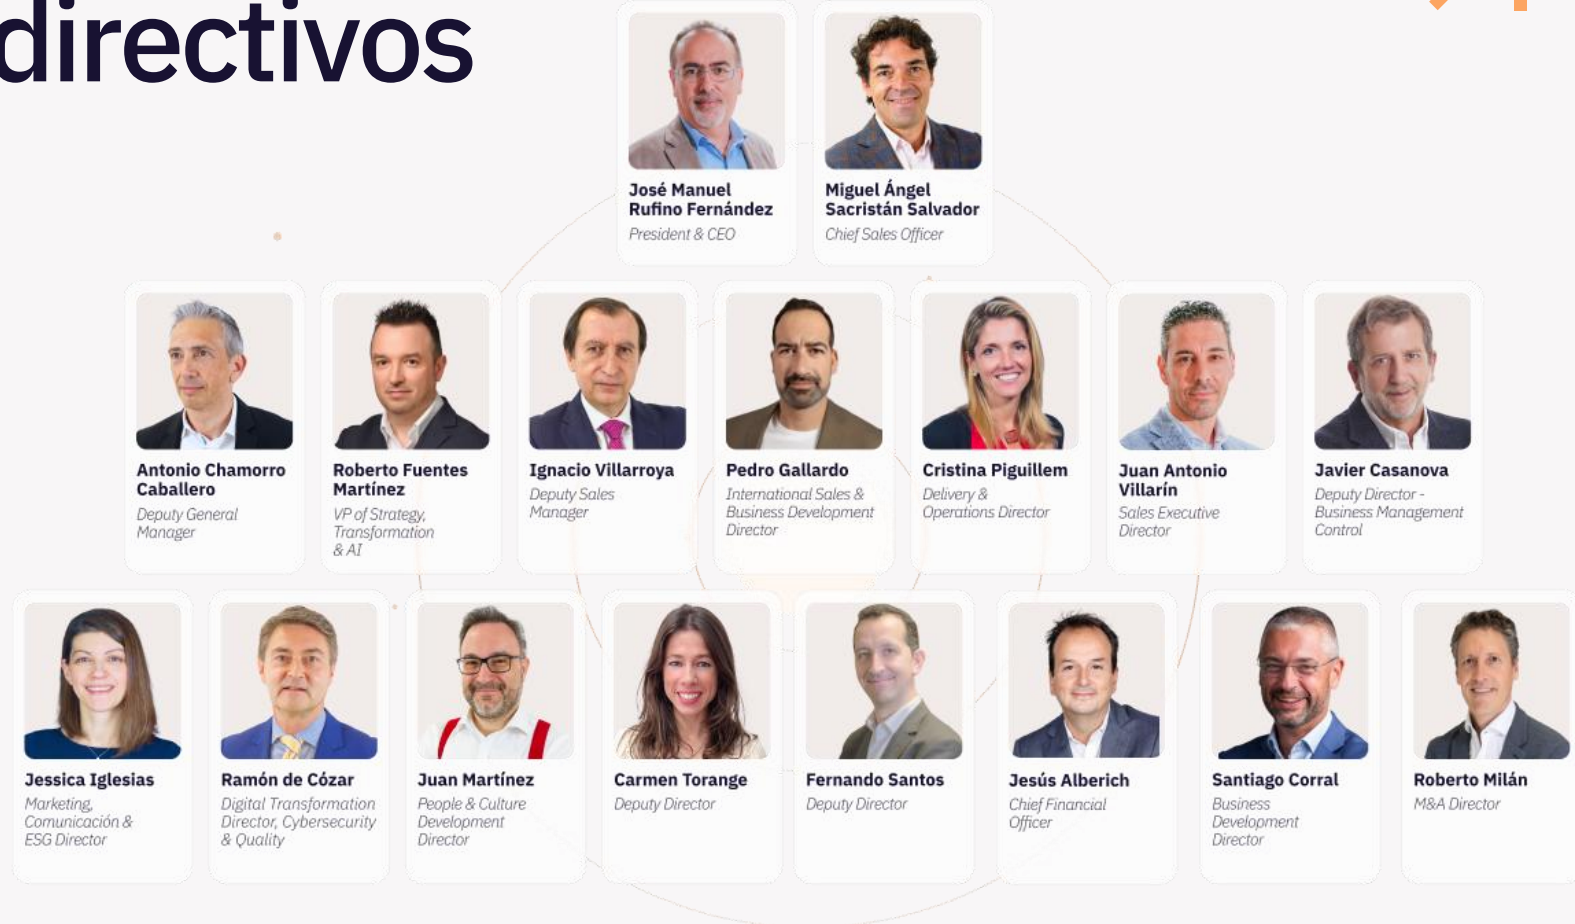 directivos
José Manuel
Rufino Fernández
President & CEO
Miguel Ángel
Sacristán Salvador
Chief Sales Officer
Antonio Chamorro
Caballero
Deputy General
Manager
Roberto Fuentes
Martínez
VP of Strategy,
Transformation
& AI
Ignacio Villarroya
Deputy Sales
Manager
Pedro Gallardo
International Sales &
Business Development
Director
Cristina Piguillem
Delivery &
Operations Director
Juan Antonio
Villarín
Sales Executive
Director
Javier Casanova
Deputy Director -
Business Management
Control
Jessica Iglesias
Marketing,
Comunicación &
ESG Director
Ramón de Cózar
Digital Transformation
Director, Cybersecurity
& Quality
Juan Martínez
People & Culture
Development
Director
Carmen Torange
Deputy Director
Fernando Santos
Deputy Director
Jesús Alberich
Chief Financial
Officer
Santiago Corral
Business
Development
Director
Roberto Milán
M&A Director